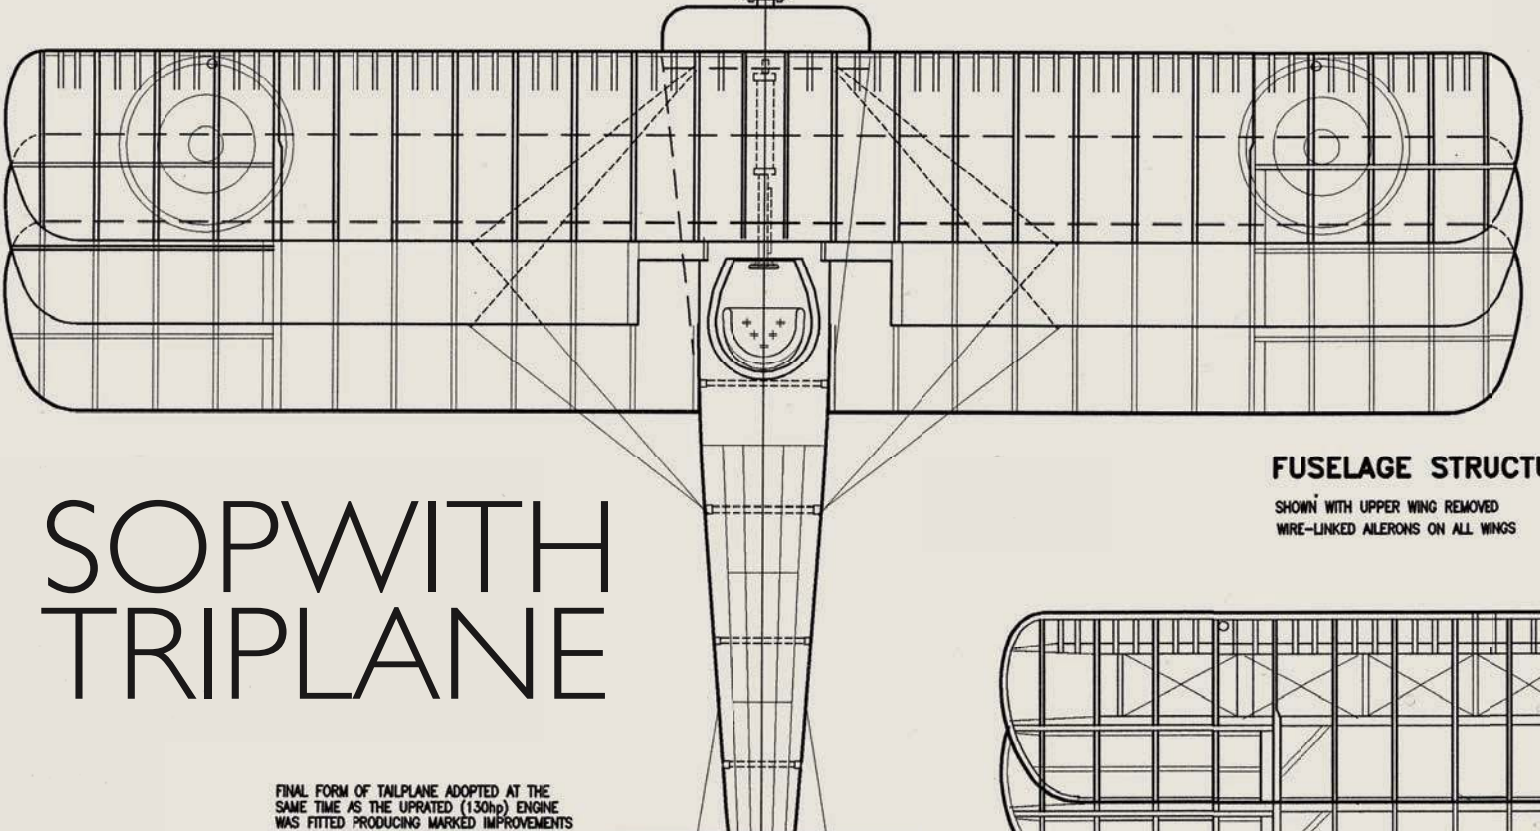 FUSELAGE STRUCTU
SHOWN WITH UPPER WING REMOVED
WIRE-LINKED AILERONS ON ALL WINGS
SOPWITH
TRIPLANE
FINAL FORM OF TAILPLANE ADOPTED AT THE
SAME TIME AS THE UPRATED (130hp) ENGINE
WAS FITTED PRODUCING MARKED IMPROVEMENTS